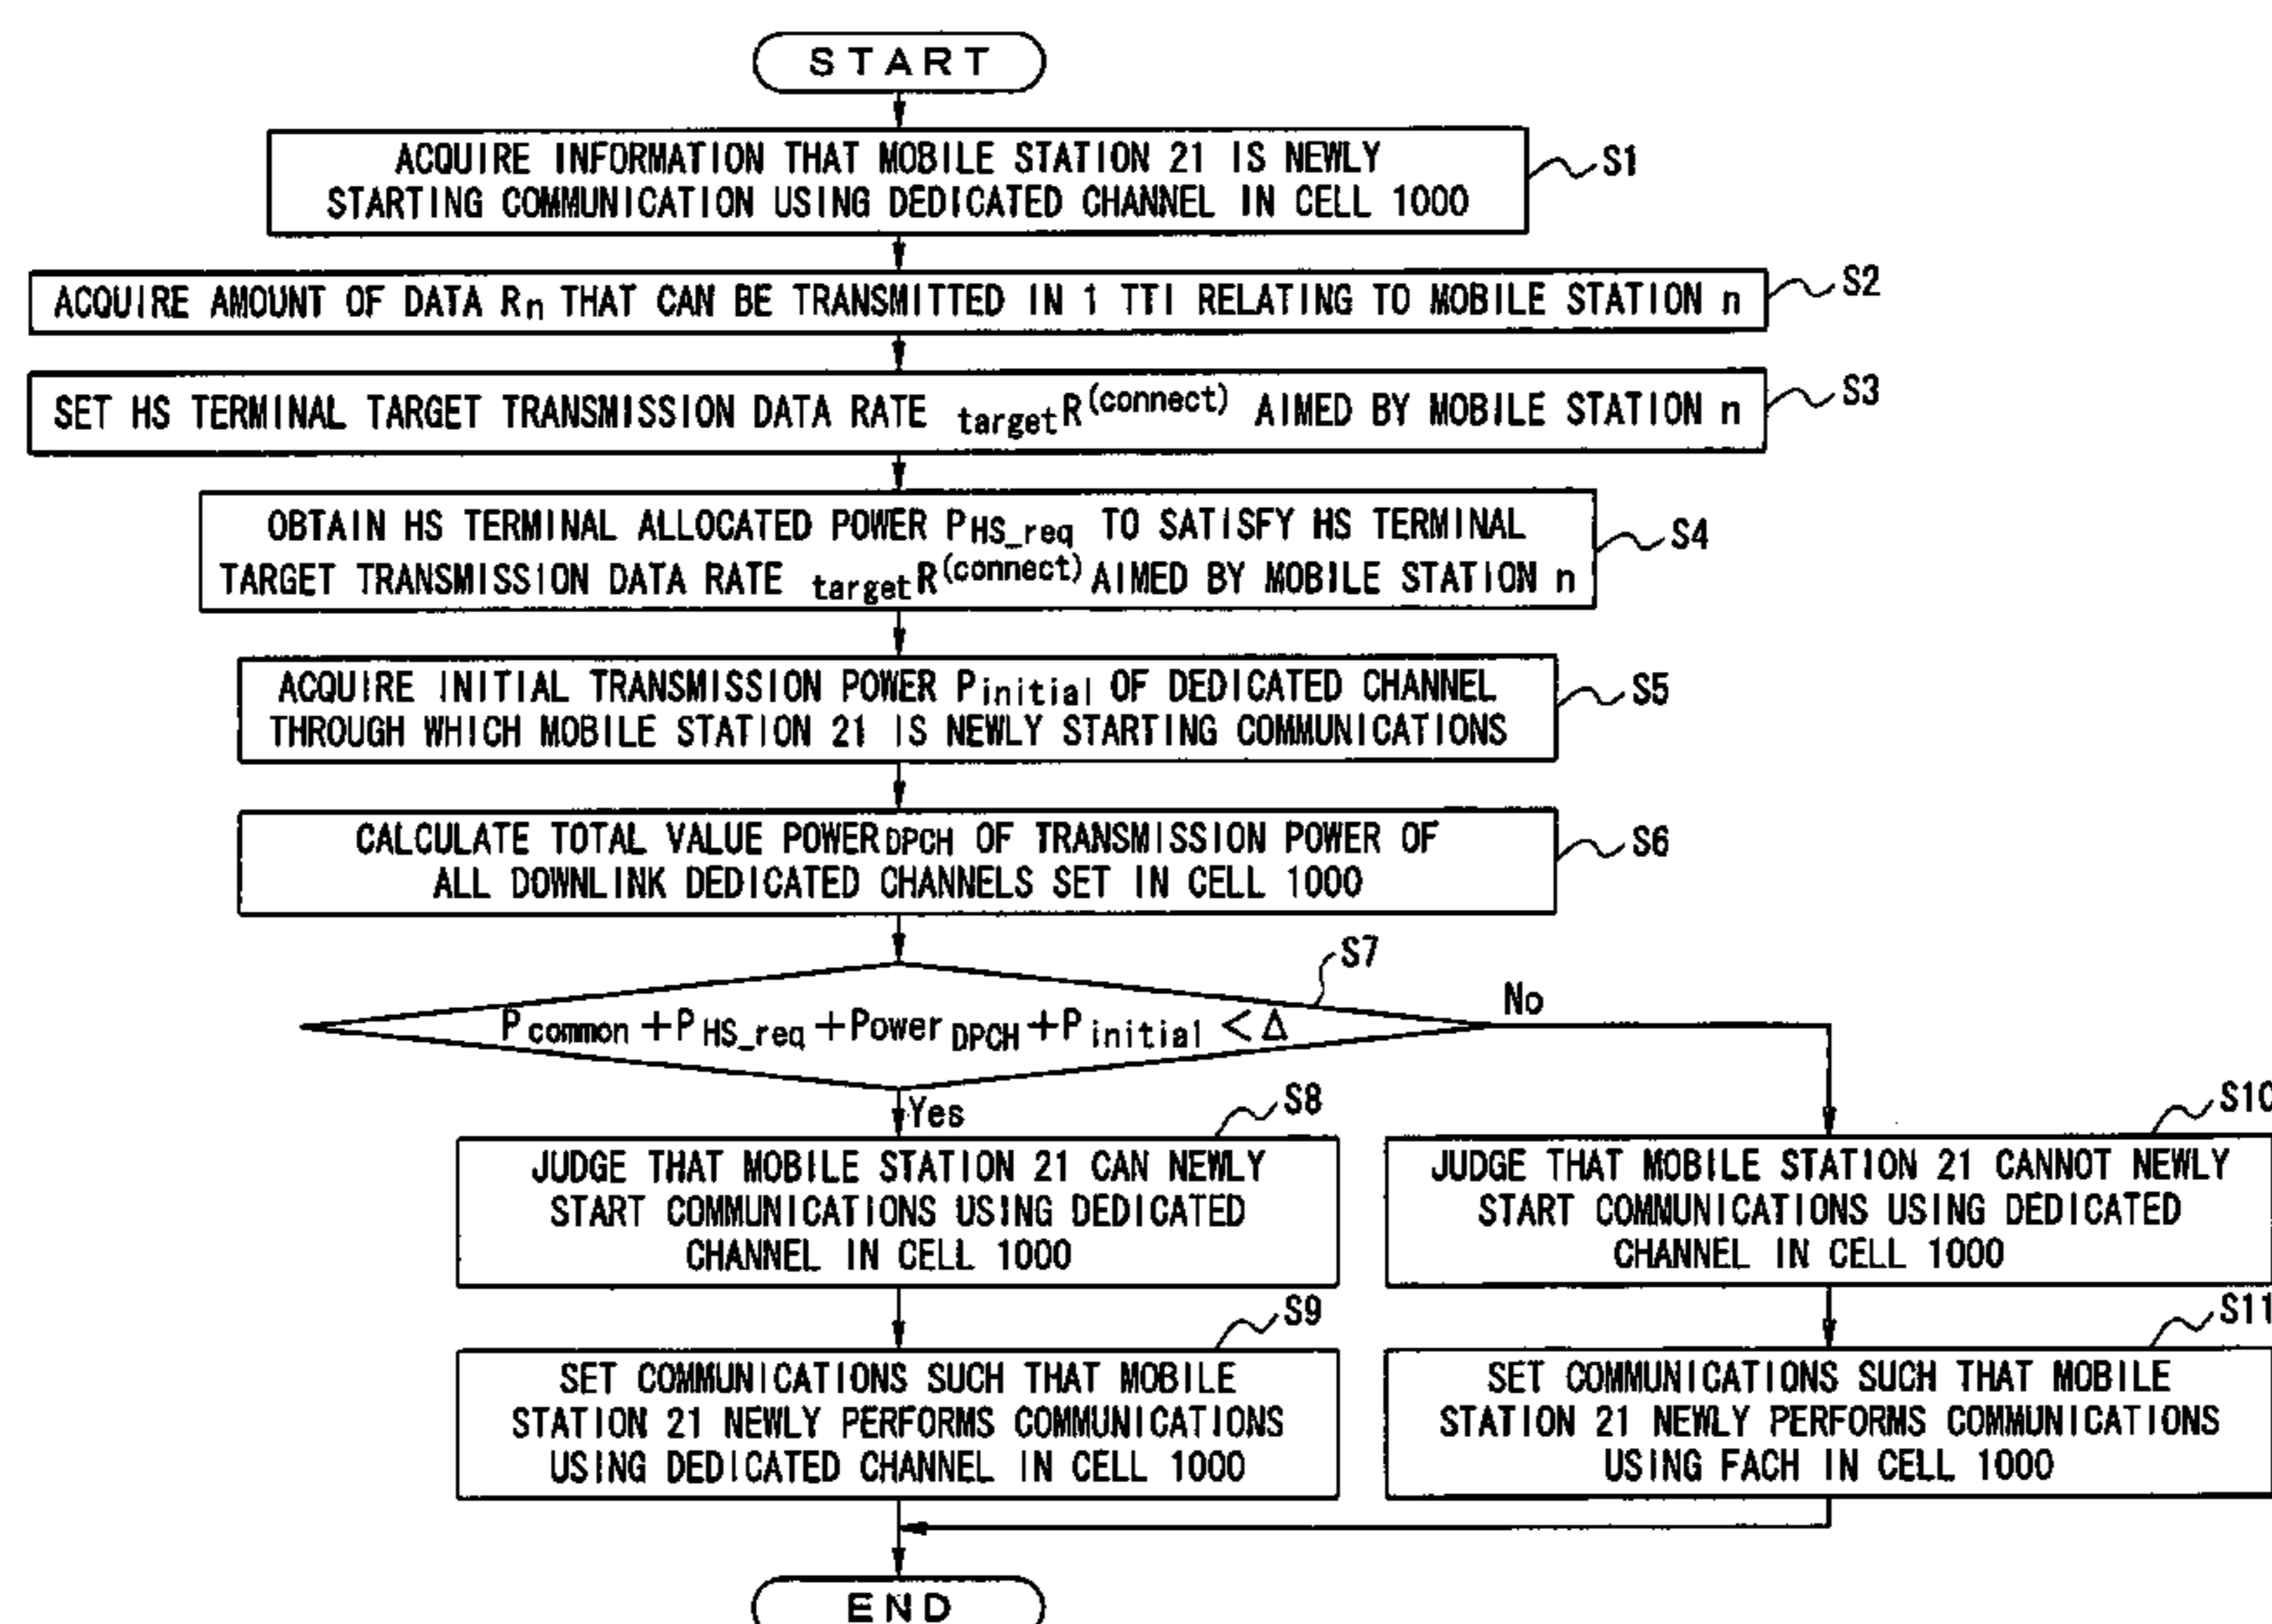 START
ACQUIRE INFORMATION THAT MOBILE STATION 21 IS NEWLY
STARTING COMMUNICATION USING DEDICATED CHANNEL IN CELL 1000
S1
ACQUIRE AMOUNT OF DATA Rn THAT CAN BE TRANSMITTED IN 1 TTI RELATING TO MOBILE STATION n
S2
SET HS TERMINAL TARGET TRANSMISSION DATA RATE targetR(connect) AIMED BY MOBILE STATION n
S3
OBTAIN HS TERMINAL ALLOCATED POWER PHS_req TO SATISFY HS TERMINAL
TARGET TRANSMISSION DATA RATE targetR(connect) AIMED BY MOBILE STATION n
S4
ACQUIRE INITIAL TRANSMISSION POWER Pinitial OF DEDICATED CHANNEL
THROUGH WHICH MOBILE STATION 21 IS NEWLY STARTING COMMUNICATIONS
S5
CALCULATE TOTAL VALUE POWERDPCH OF TRANSMISSION POWER OF
ALL DOWNLINK DEDICATED CHANNELS SET IN CELL 1000
S6
S7
Pcommon+PHS_req+PowerDPCH+Pinitial<Δ
No
Yes
S8
JUDGE THAT MOBILE STATION 21 CAN NEWLY
START COMMUNICATIONS USING DEDICATED
CHANNEL IN CELL 1000
S10
JUDGE THAT MOBILE STATION 21 CANNOT NEWLY
START COMMUNICATIONS USING DEDICATED
CHANNEL IN CELL 1000
S9
SET COMMUNICATIONS SUCH THAT MOBILE
STATION 21 NEWLY PERFORMS COMMUNICATIONS
USING DEDICATED CHANNEL IN CELL 1000
S11
SET COMMUNICATIONS SUCH THAT MOBILE
STATION 21 NEWLY PERFORMS COMMUNICATIONS
USING FACH IN CELL 1000
END